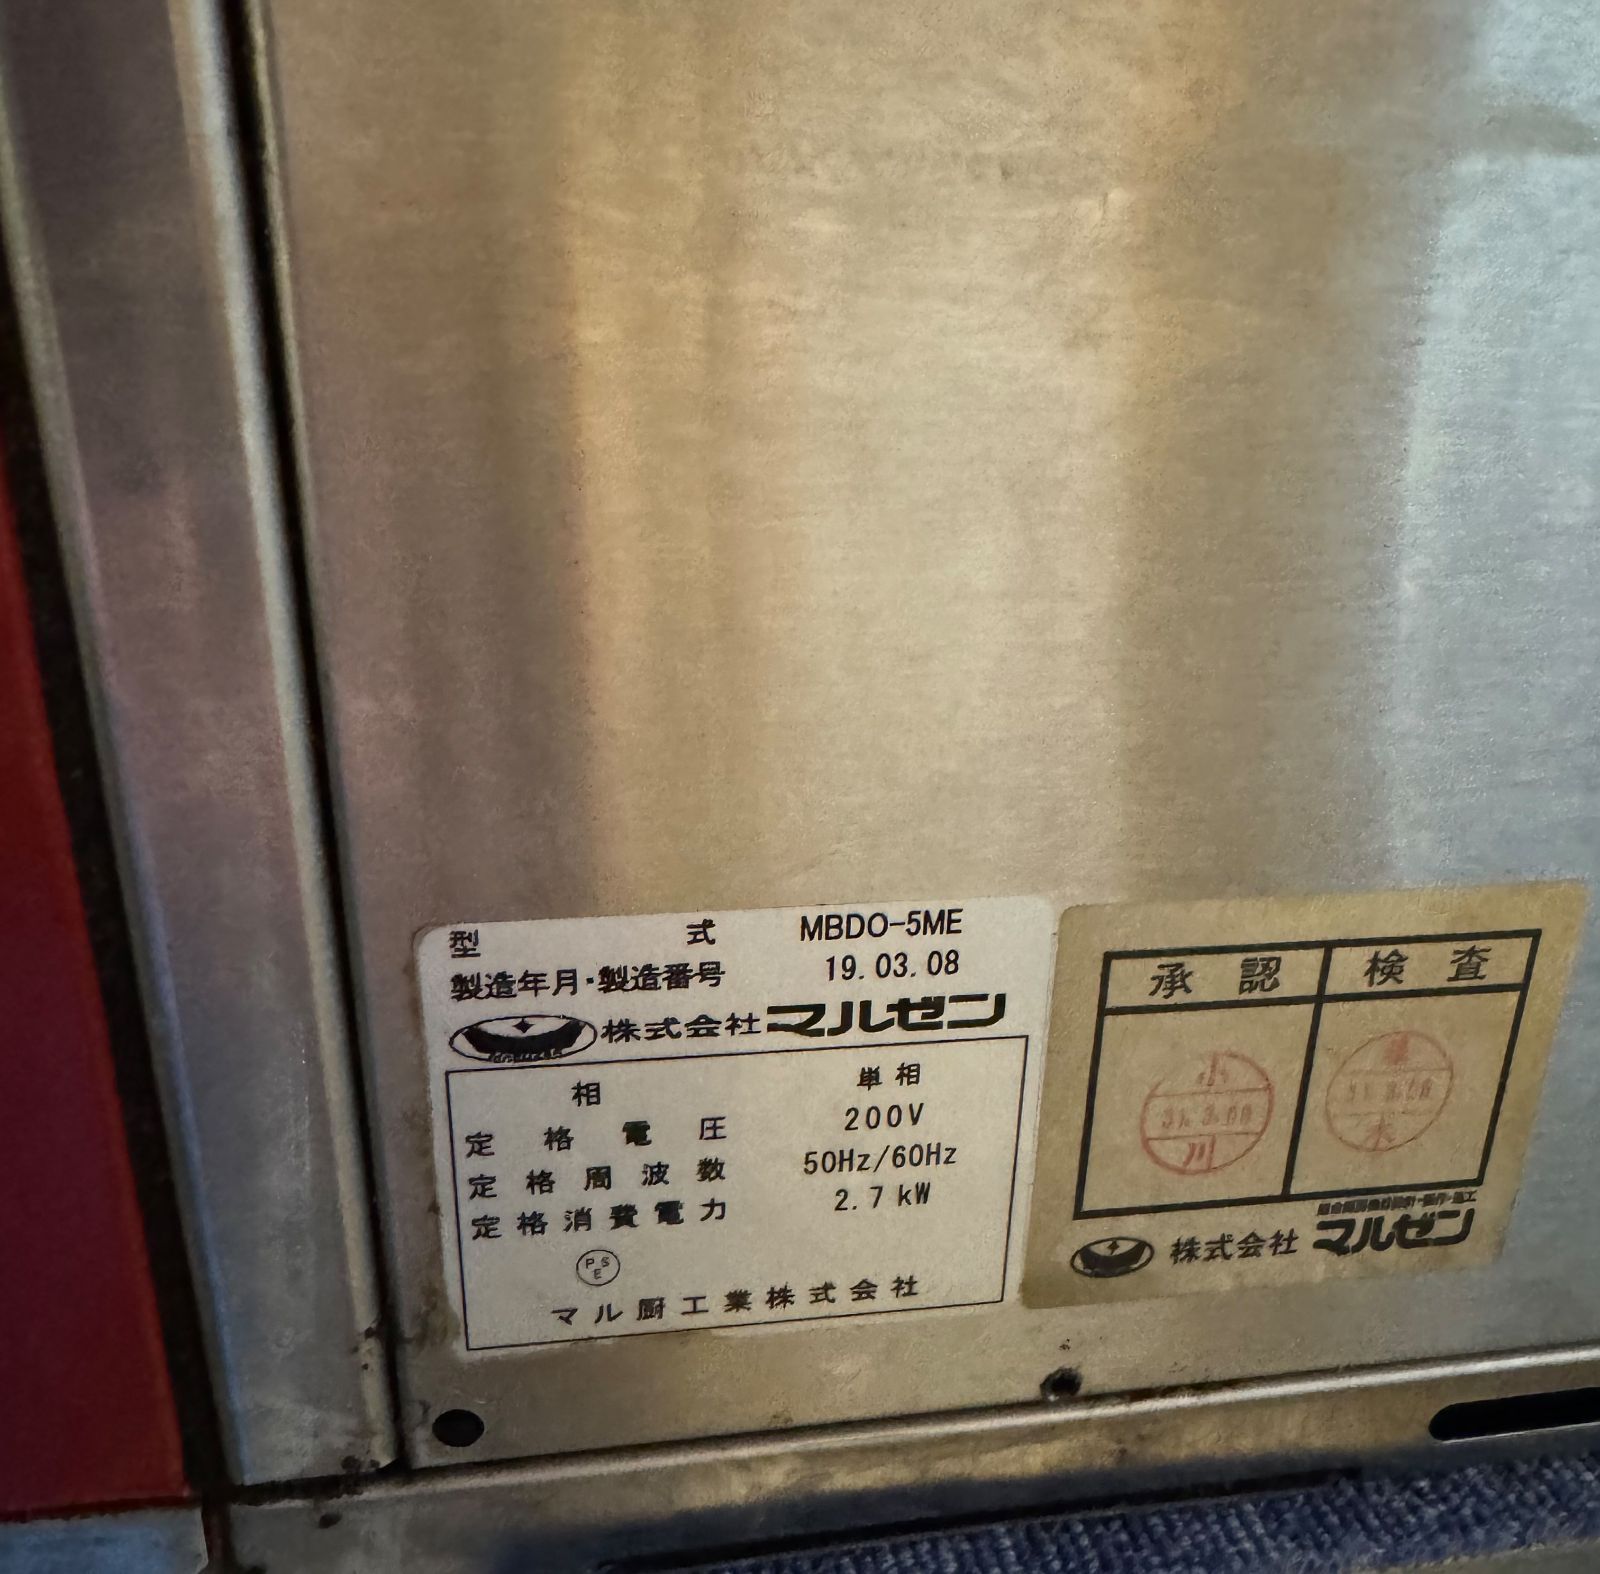 型 式 MBDO-5ME
製造年月・製造番号 19.03.08
株式会社マルゼン
相 単相
定格電圧 200V
定格周波数 50Hz/60Hz
定格消費電力 2.7kW
PSE
マル厨工業株式会社
承認 検査
小
川
株式会社 マルゼン